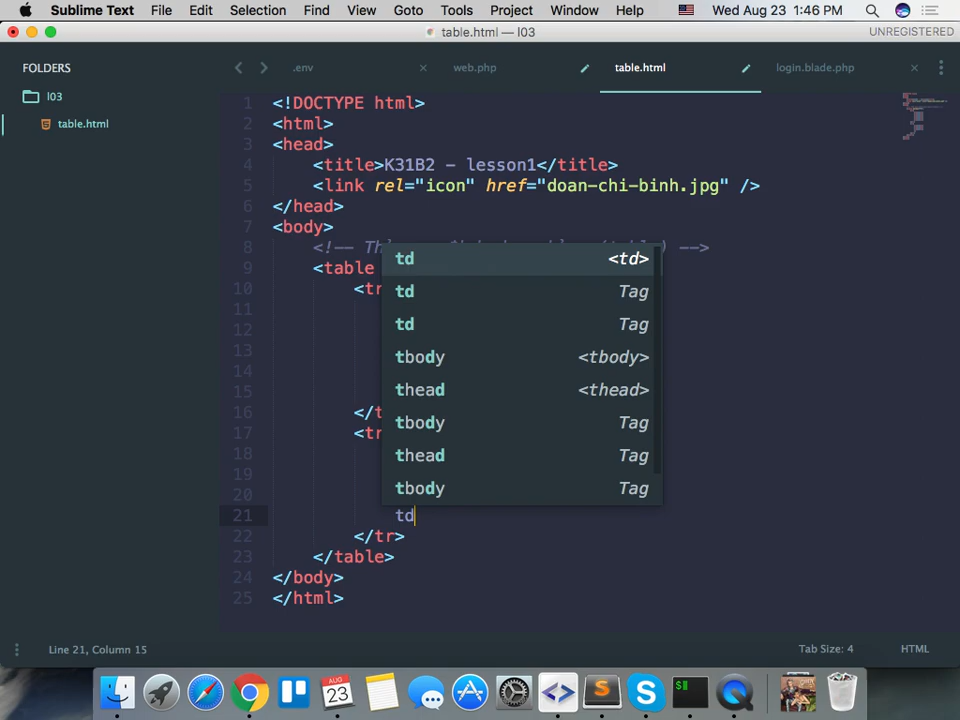 Sublime Text File Edit Selection Find View Goto Tools Project Window Help Wed Aug 23 1:46 PM
table.html — l03 UNREGISTERED
FOLDERS
l03
table.html
.env web.php table.html login.blade.php
1 <!DOCTYPE html>
2 <html>
3 <head>
4 <title>K31B2 - lesson1</title>
5 <link rel="icon" href="doan-chi-binh.jpg" />
6 </head>
7 <body>
8 <!-- ) -->
9 <table
10 <tr
11
12
13
14
15
16 </t
17 <tr
18
19
20
21 td
22 </tr>
23 </table>
24 </body>
25 </html>
td <td>
td Tag
td Tag
tbody <tbody>
thead <thead>
tbody Tag
thead Tag
tbody Tag
Line 21, Column 15 Tab Size: 4 HTML
AUG
23